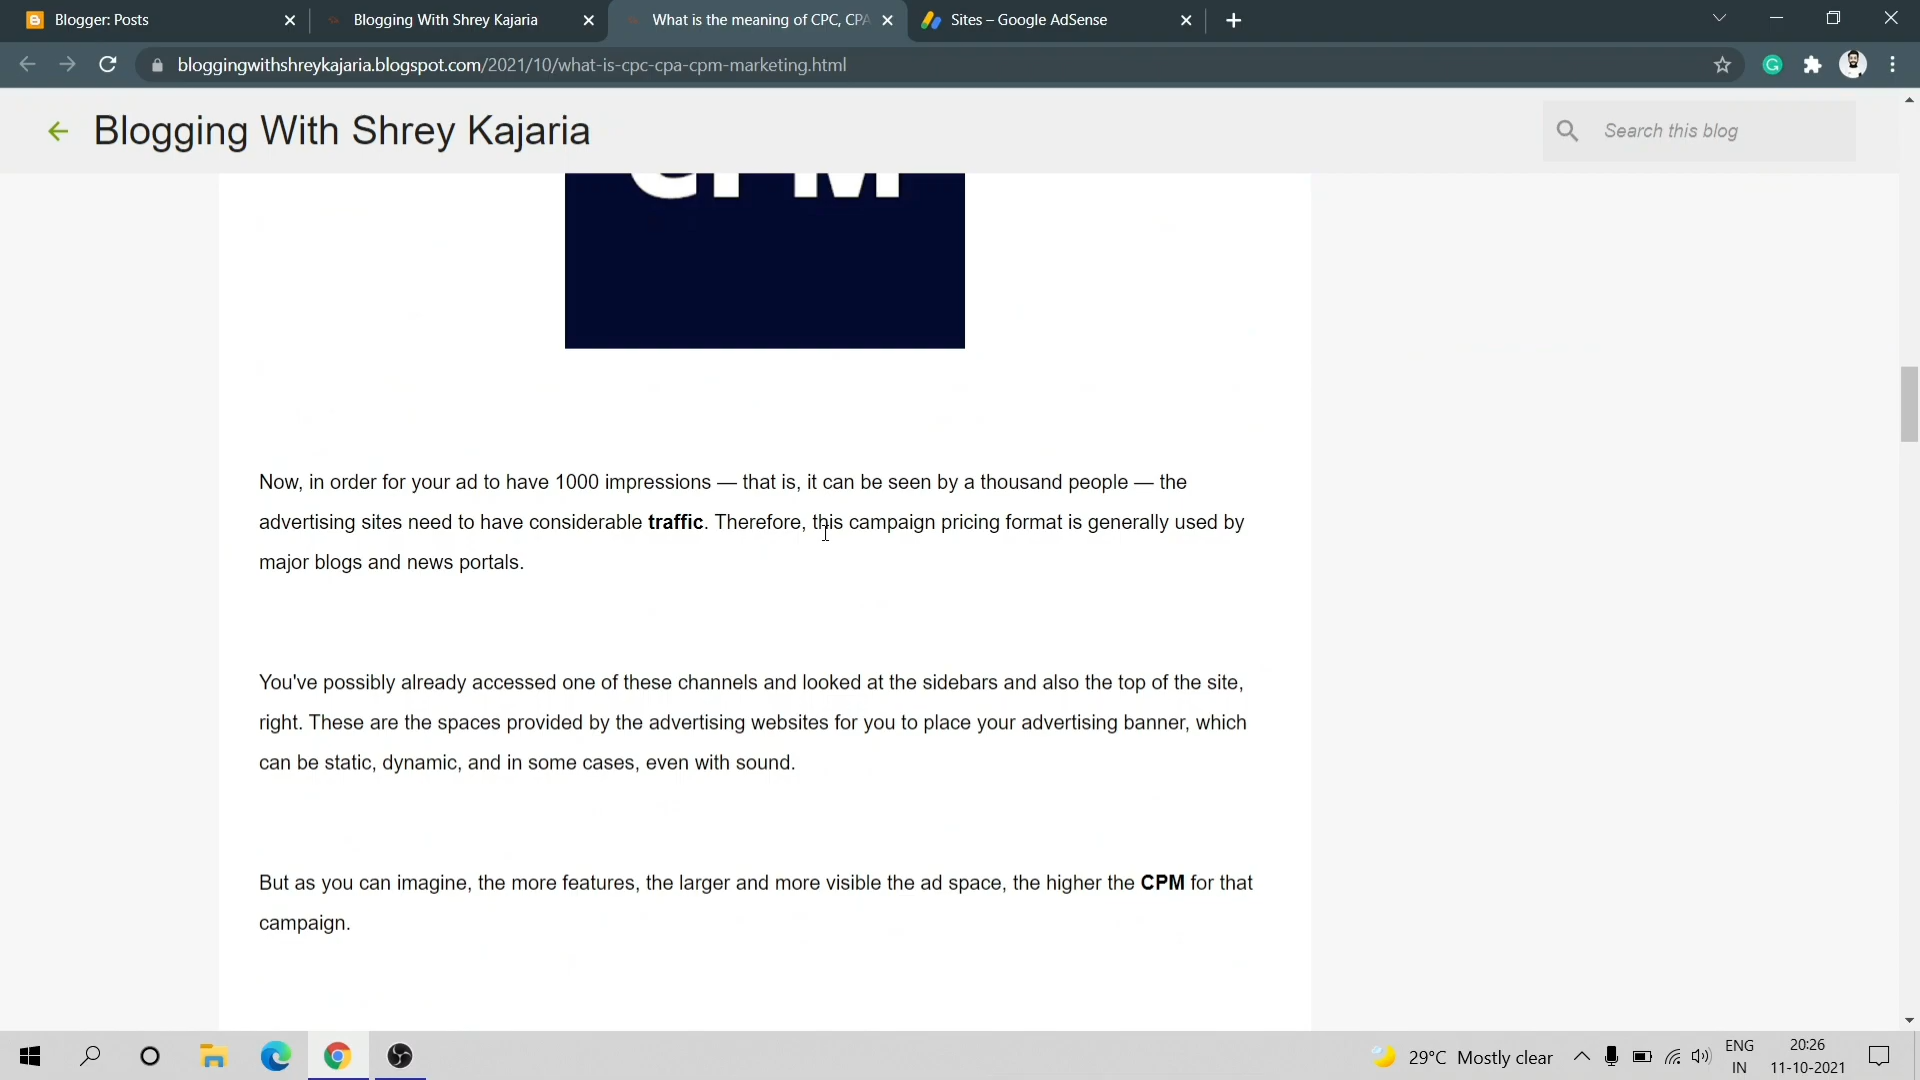 Blogger: Posts
Blogging With Shrey Kajaria
What is the meaning of CPC, CPA
Sites – Google AdSense
bloggingwithshreykajaria.blogspot.com/2021/10/what-is-cpc-cpa-cpm-marketing.html
Blogging With Shrey Kajaria
Search this blog
CPM
Now, in order for your ad to have 1000 impressions — that is, it can be seen by a thousand people — the
advertising sites need to have considerable traffic. Therefore, this campaign pricing format is generally used by
major blogs and news portals.
You've possibly already accessed one of these channels and looked at the sidebars and also the top of the site,
right. These are the spaces provided by the advertising websites for you to place your advertising banner, which
can be static, dynamic, and in some cases, even with sound.
But as you can imagine, the more features, the larger and more visible the ad space, the higher the CPM for that
campaign.
29°C Mostly clear
ENG
IN
20:26
11-10-2021